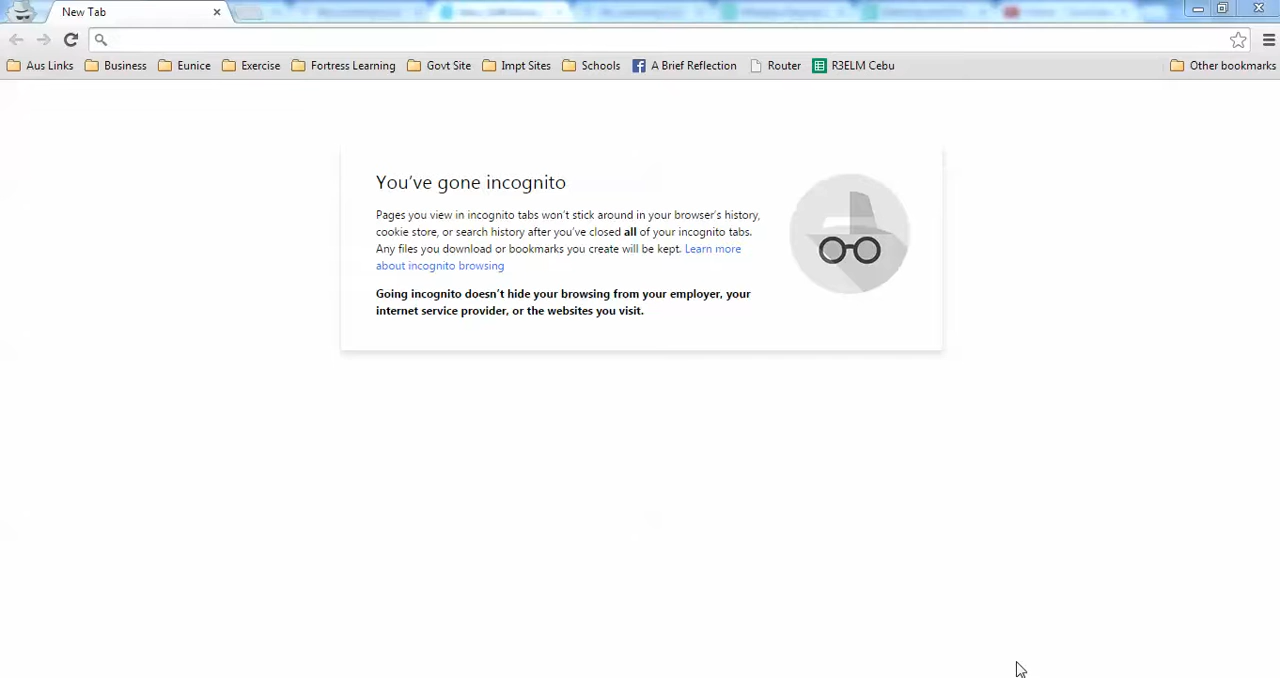 New Tab
Aus Links Business Eunice Exercise Fortress Learning Govt Site Impt Sites Schools A Brief Reflection Router R3ELM Cebu Other bookmarks
You've gone incognito
Pages you view in incognito tabs won't stick around in your browser's history,
cookie store, or search history after you've closed all of your incognito tabs.
Any files you download or bookmarks you create will be kept. Learn more
about incognito browsing
Going incognito doesn't hide your browsing from your employer, your
internet service provider, or the websites you visit.